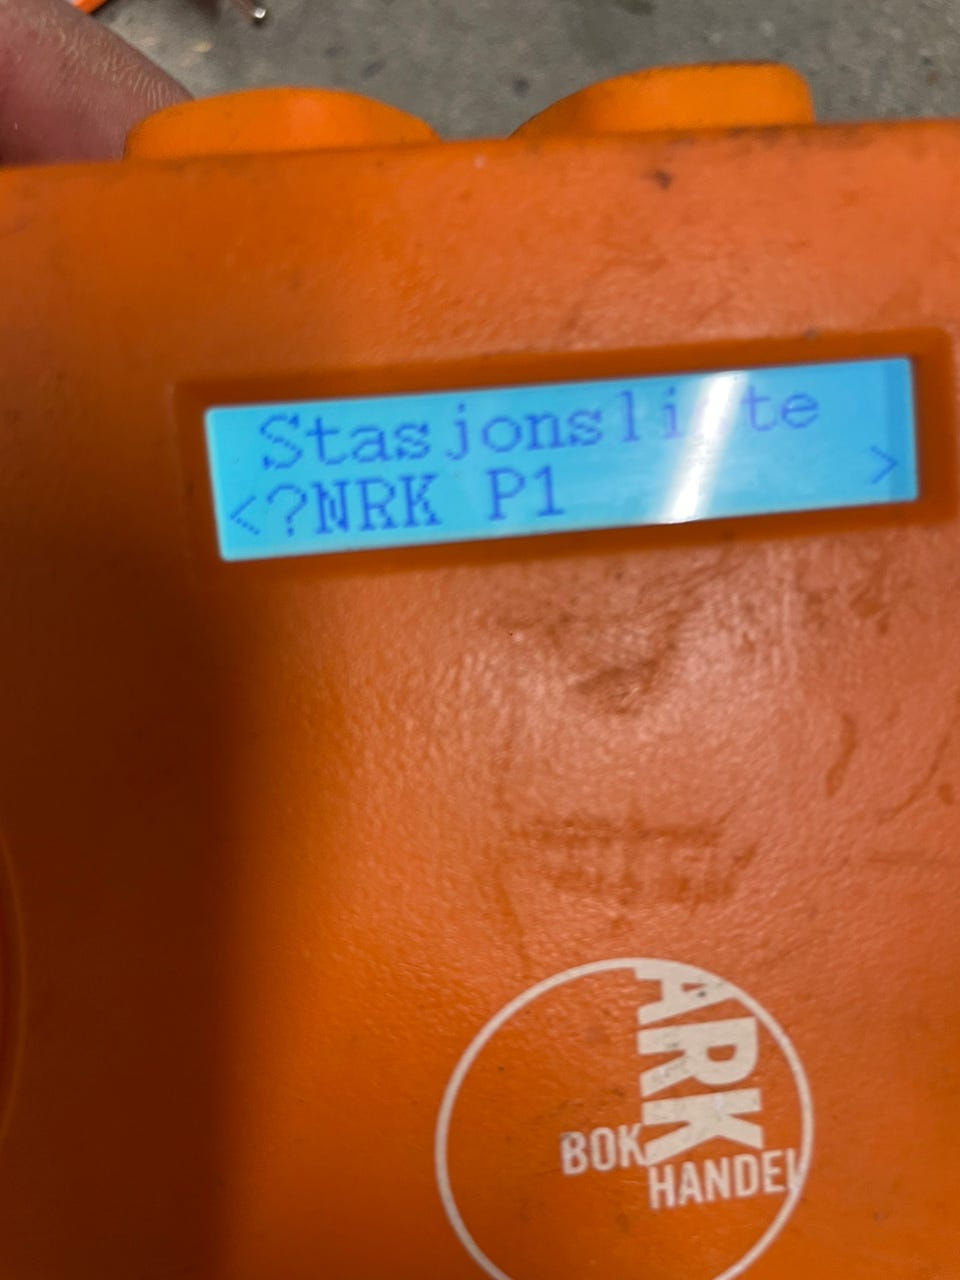 Stasjonsliste
<?NRK P1 >
ARK
BOK
HANDEL